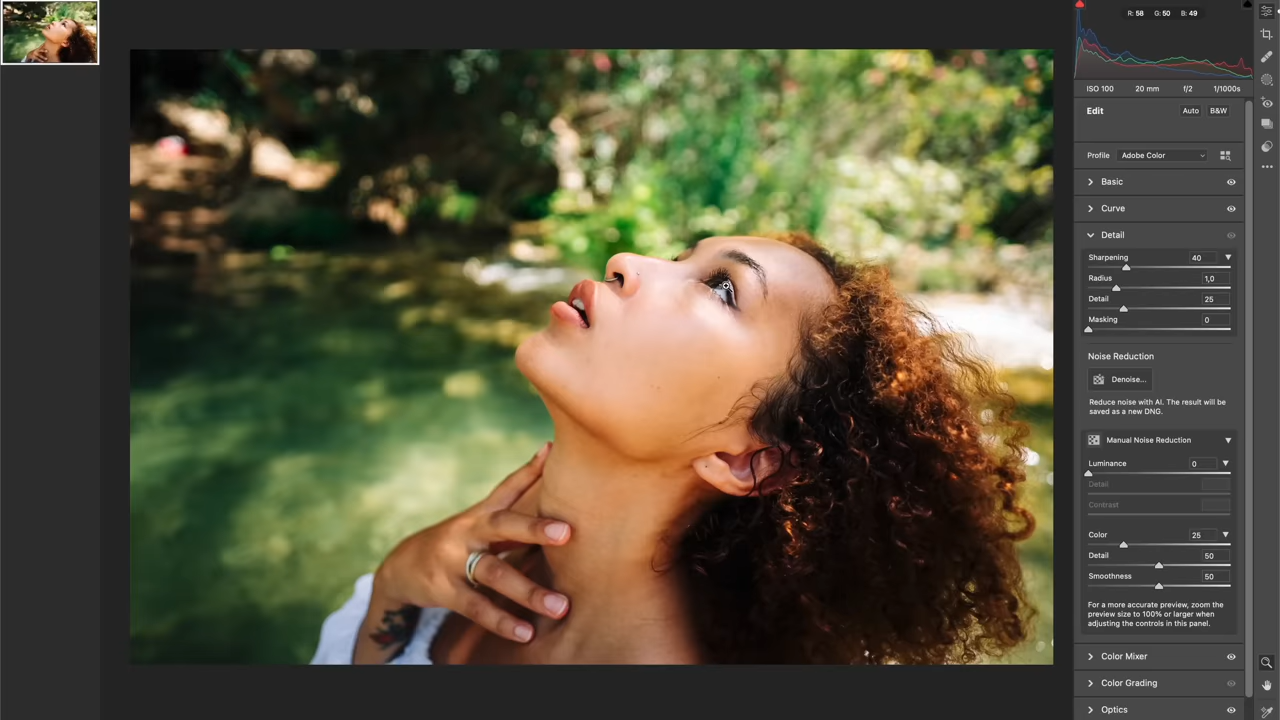 R: 58 G: 50 B: 49
ISO 100 20 mm f/2 1/1000s
Edit Auto B&W
Profile Adobe Color
Basic
Curve
Detail
Sharpening 40
Radius 1,0
Detail 25
Masking 0
Noise Reduction
Denoise...
Reduce noise with AI. The result will be
saved as a new DNG.
Manual Noise Reduction
Luminance 0
Detail
Contrast
Color 25
Detail 50
Smoothness 50
For a more accurate preview, zoom the
preview size to 100% or larger when
adjusting the controls in this panel.
Color Mixer
Color Grading
Optics